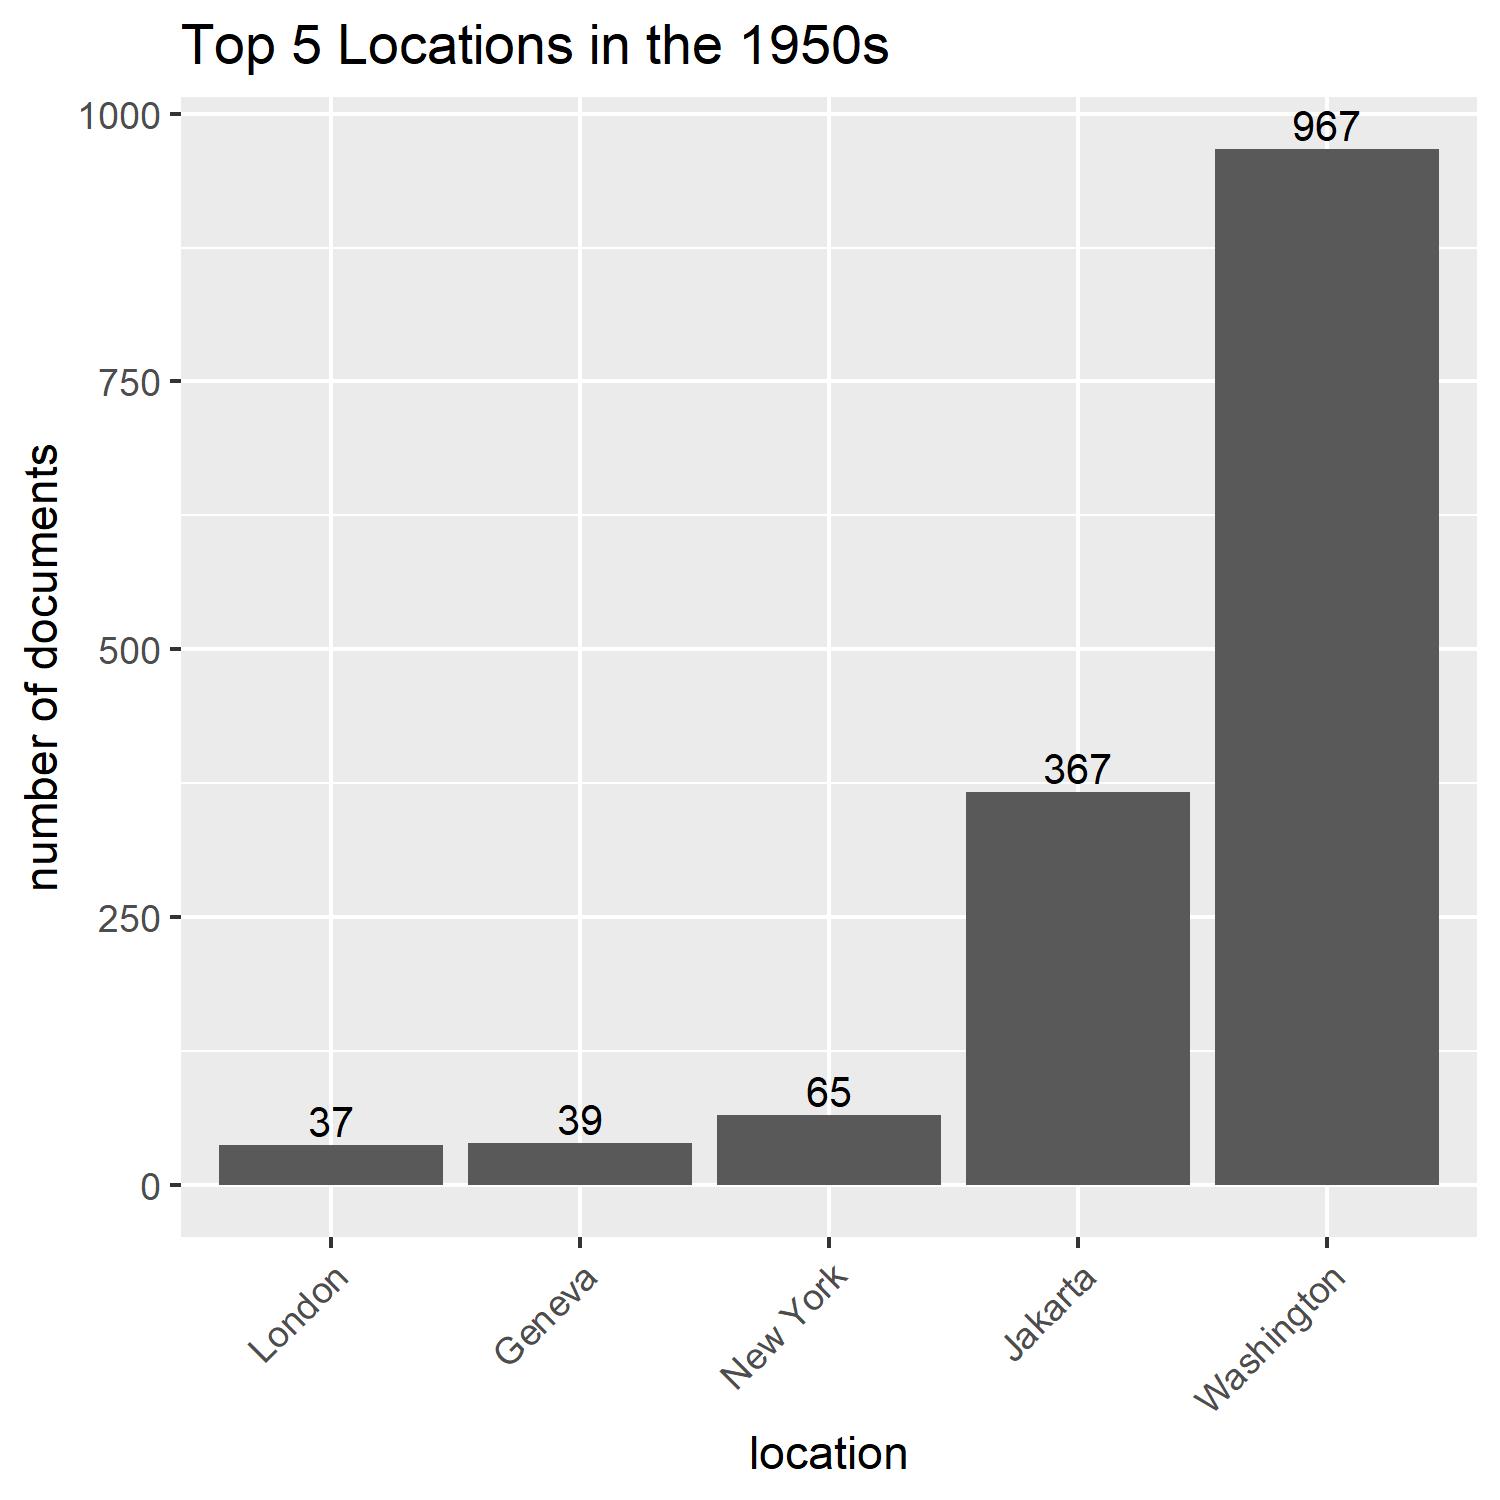 Top 5 Locations in the 1950s
1000
750
500
250
0
number of documents
37
39
65
367
967
London
Geneva
New York
Jakarta
Washington
location